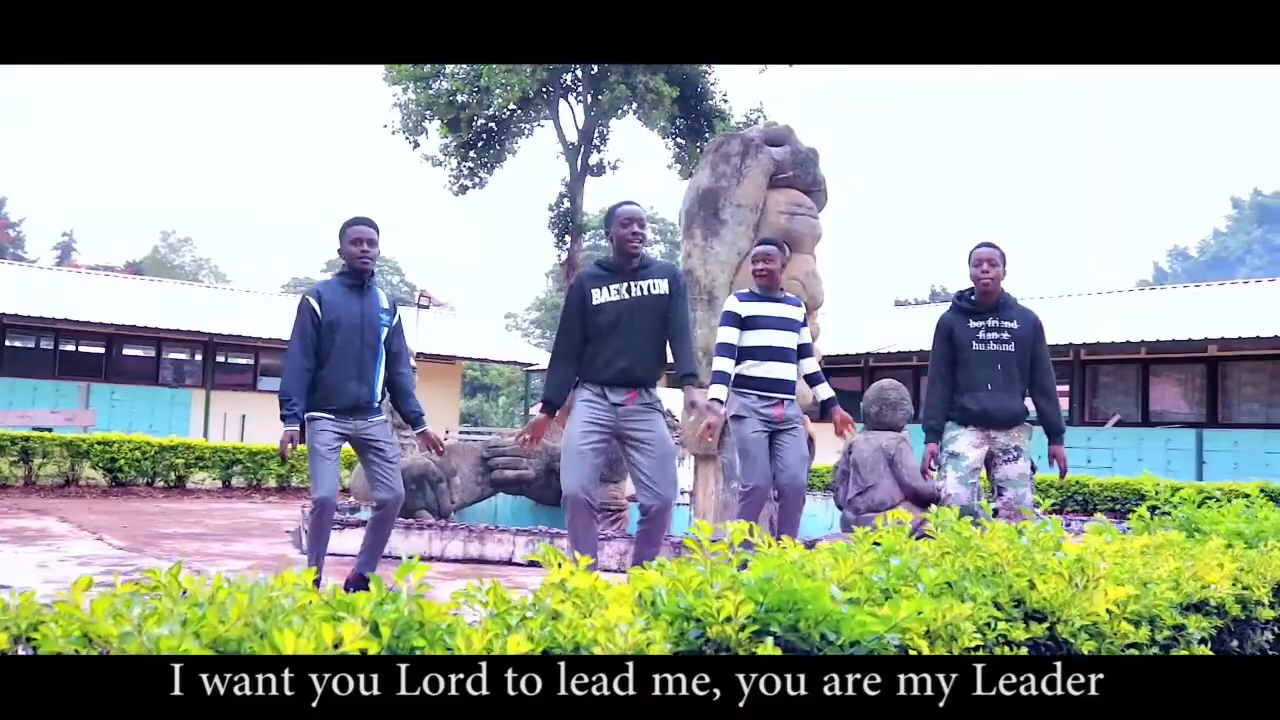 BAEKHYUN
boyfriend
fiancé
husband
I want you Lord to lead me, you are my Leader